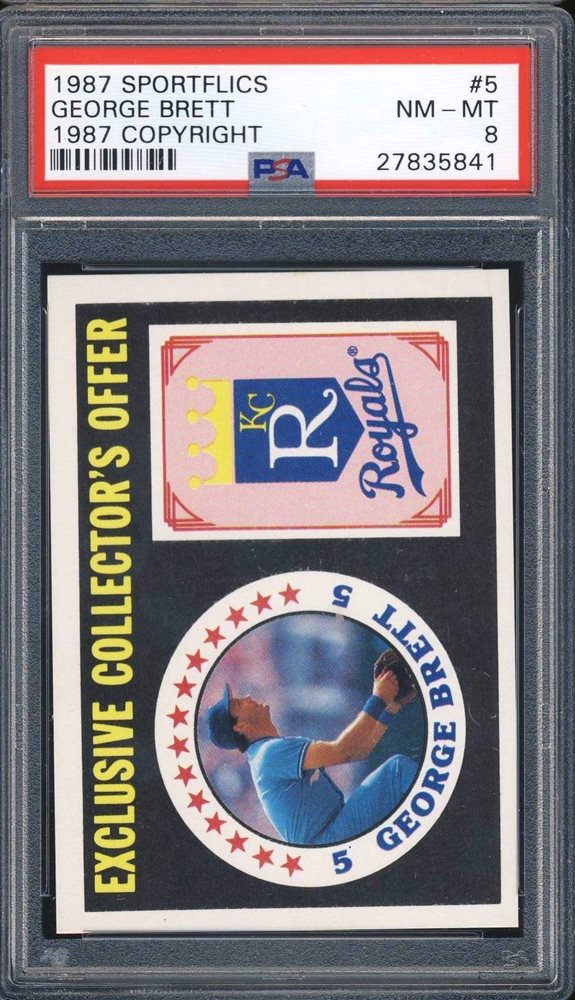 1987 SPORTFLICS #5
GEORGE BRETT NM – MT
1987 COPYRIGHT 8
PSA 27835841
EXCLUSIVE COLLECTOR'S OFFER
KC
R
Royals®
5 GEORGE BRETT 5